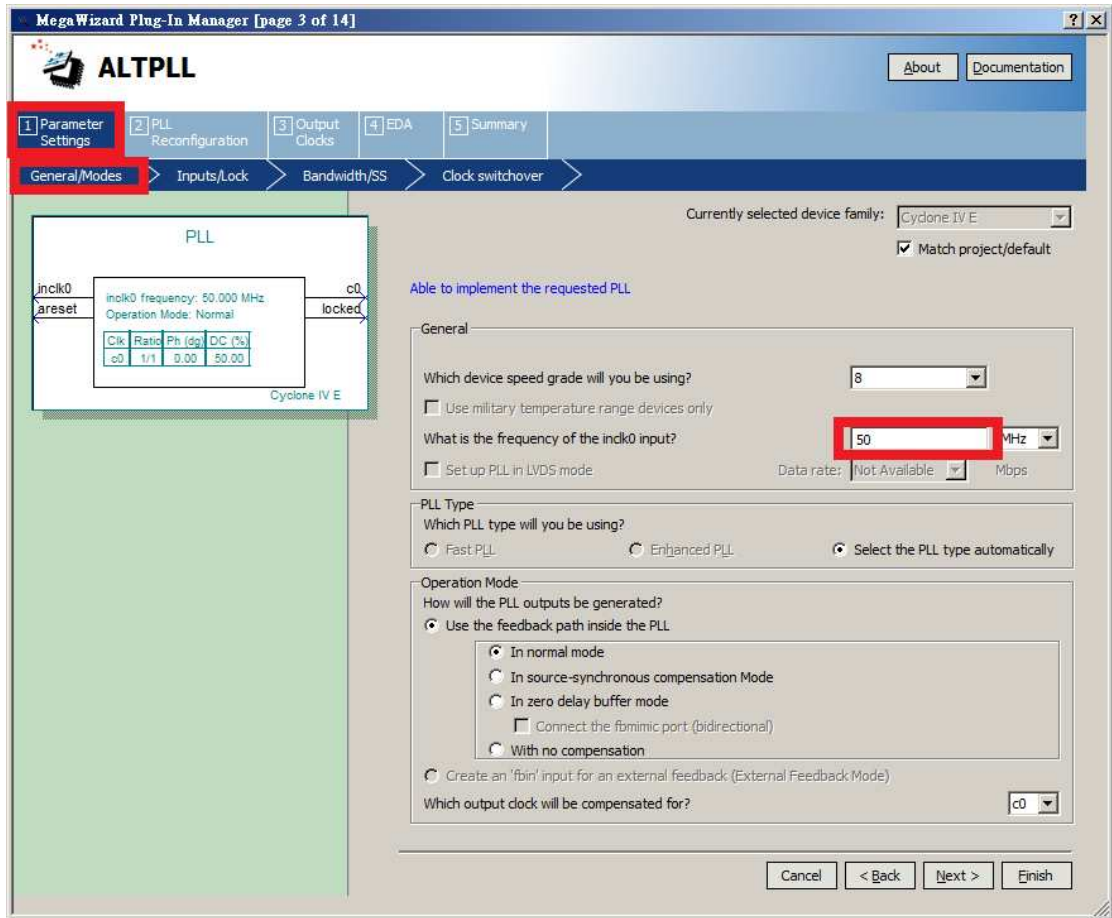 MegaWizard Plug-In Manager [page 3 of 14]
ALTPLL
About Documentation
1 Parameter Settings 2 PLL Reconfiguration 3 Output Clocks 4 EDA 5 Summary
General/Modes Inputs/Lock Bandwidth/SS Clock switchover
Currently selected device family: Cyclone IV E
Match project/default
PLL
inclk0 c0
areset locked
inclk0 frequency: 50.000 MHz
Operation Mode: Normal
Clk Ratio Ph (dg) DC (%)
c0 1/1 0.00 50.00
Cyclone IV E
Able to implement the requested PLL
General
Which device speed grade will you be using? 8
Use military temperature range devices only
What is the frequency of the inclk0 input? 50 MHz
Set up PLL in LVDS mode Data rate: Not Available Mbps
PLL Type
Which PLL type will you be using?
Fast PLL Enhanced PLL Select the PLL type automatically
Operation Mode
How will the PLL outputs be generated?
Use the feedback path inside the PLL
In normal mode
In source-synchronous compensation Mode
In zero delay buffer mode
Connect the fbmimic port (bidirectional)
With no compensation
Create an 'fbin' input for an external feedback (External Feedback Mode)
Which output clock will be compensated for? c0
Cancel < Back Next > Finish